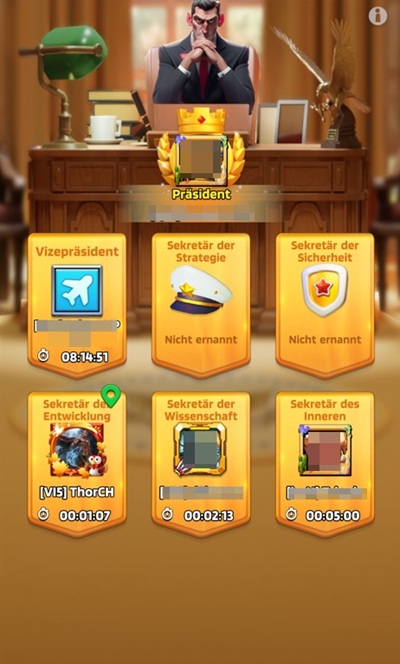 Präsident
Vizepräsident
08:14:51
Sekretär der
Strategie
Nicht ernannt
Sekretär der
Sicherheit
Nicht ernannt
Sekretär der
Entwicklung
[VI5] ThorCH
00:01:07
Sekretär der
Wissenschaft
00:02:13
Sekretär des
Inneren
00:05:00